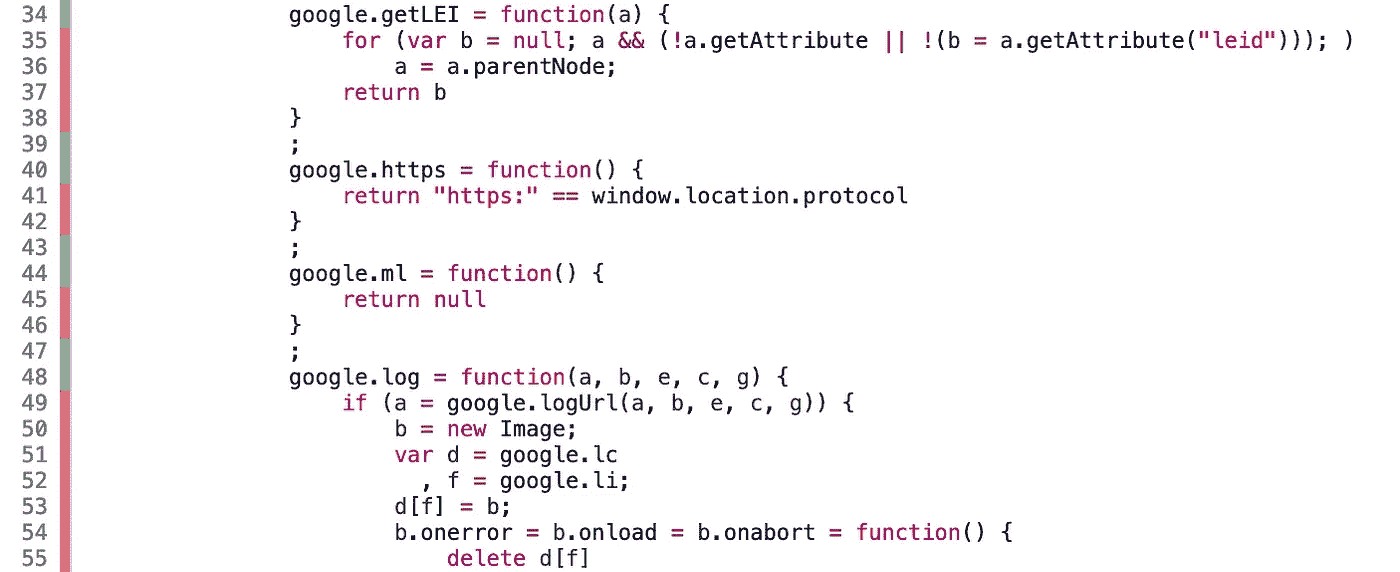 34 google.getLEI = function(a) {
35 for (var b = null; a && (!a.getAttribute || !(b = a.getAttribute("leid"))); )
36 a = a.parentNode;
37 return b
38 }
39 ;
40 google.https = function() {
41 return "https:" == window.location.protocol
42 }
43 ;
44 google.ml = function() {
45 return null
46 }
47 ;
48 google.log = function(a, b, e, c, g) {
49 if (a = google.logUrl(a, b, e, c, g)) {
50 b = new Image;
51 var d = google.lc
52 , f = google.li;
53 d[f] = b;
54 b.onerror = b.onload = b.onabort = function() {
55 delete d[f]